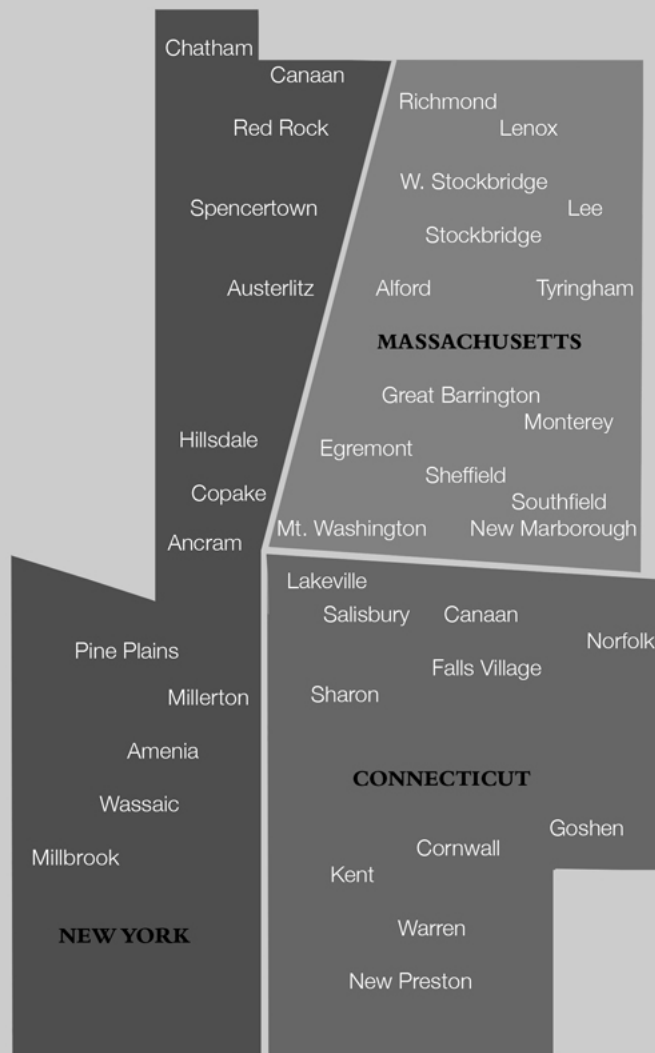 Chatham
Canaan
Red Rock
Spencertown
Austerlitz
Hillsdale
Copake
Ancram
Pine Plains
Millerton
Amenia
Wassaic
Millbrook
NEW YORK
Richmond
Lenox
W. Stockbridge
Lee
Stockbridge
Alford
Tyringham
MASSACHUSETTS
Great Barrington
Monterey
Egremont
Sheffield
Southfield
Mt. Washington
New Marborough
Lakeville
Salisbury
Canaan
Norfolk
Falls Village
Sharon
CONNECTICUT
Goshen
Cornwall
Kent
Warren
New Preston